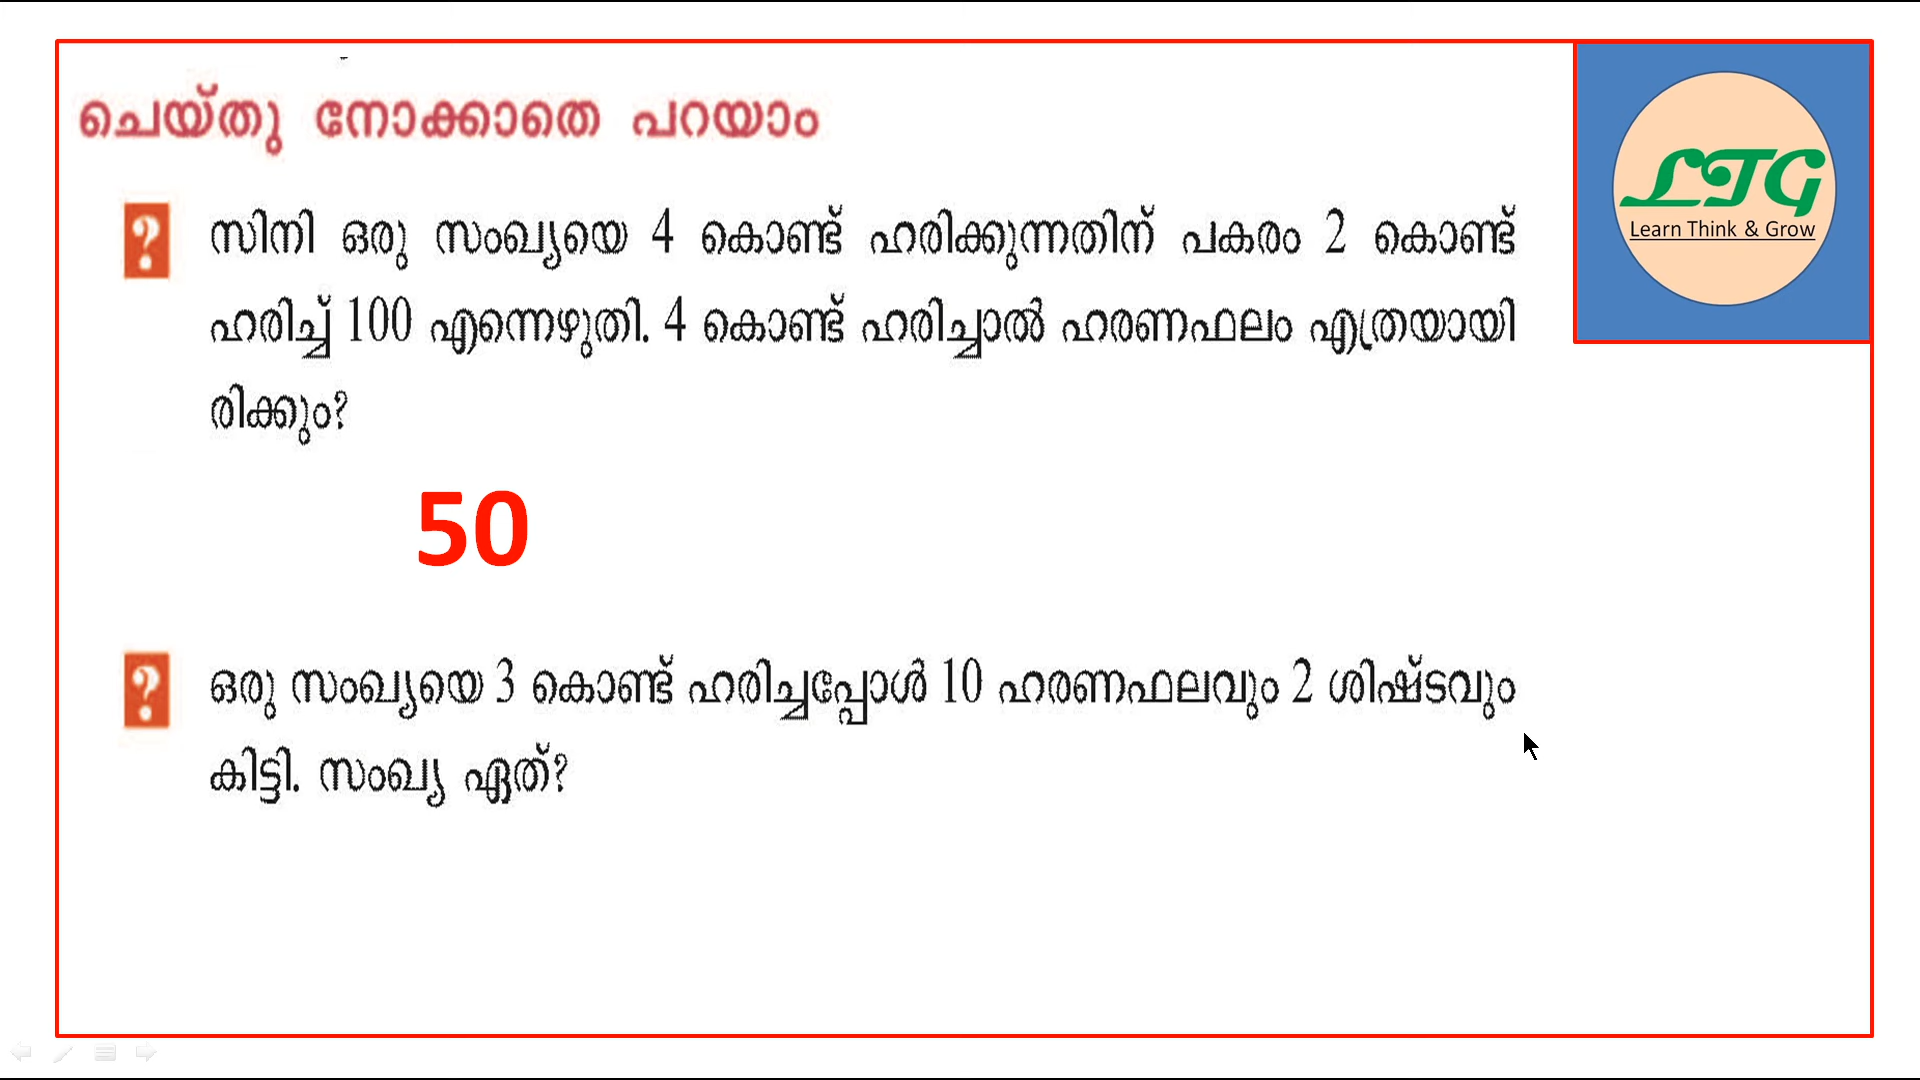 ചെയ്തു നോക്കാതെ പറയാം
LTG
Learn Think & Grow
? സിനി ഒരു സംഖ്യയെ 4 കൊണ്ട് ഹരിക്കുന്നതിന് പകരം 2 കൊണ്ട്
ഹരിച്ച് 100 എന്നെഴുതി. 4 കൊണ്ട് ഹരിച്ചാൽ ഹരണഫലം എത്രയായി
രിക്കും?
50
? ഒരു സംഖ്യയെ 3 കൊണ്ട് ഹരിച്ചപ്പോൾ 10 ഹരണഫലവും 2 ശിഷ്ടവും
കിട്ടി. സംഖ്യ ഏത്?